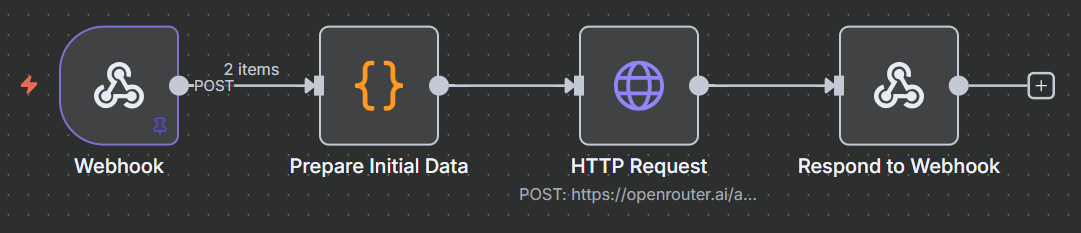 2 items
POST
{}
Webhook
Prepare Initial Data
HTTP Request
Respond to Webhook
POST: https://openrouter.ai/a...